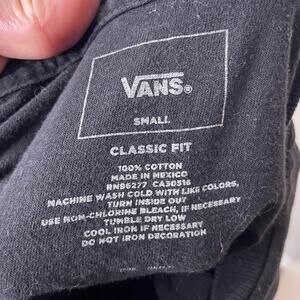 VANS®
SMALL
CLASSIC FIT
100% COTTON
MADE IN MEXICO
RN96277 CA30516
MACHINE WASH COLD WITH LIKE COLORS,
TURN INSIDE OUT
USE NON-CHLORINE BLEACH, IF NECESSARY
TUMBLE DRY LOW
COOL IRON IF NECESSARY
DO NOT IRON DECORATION